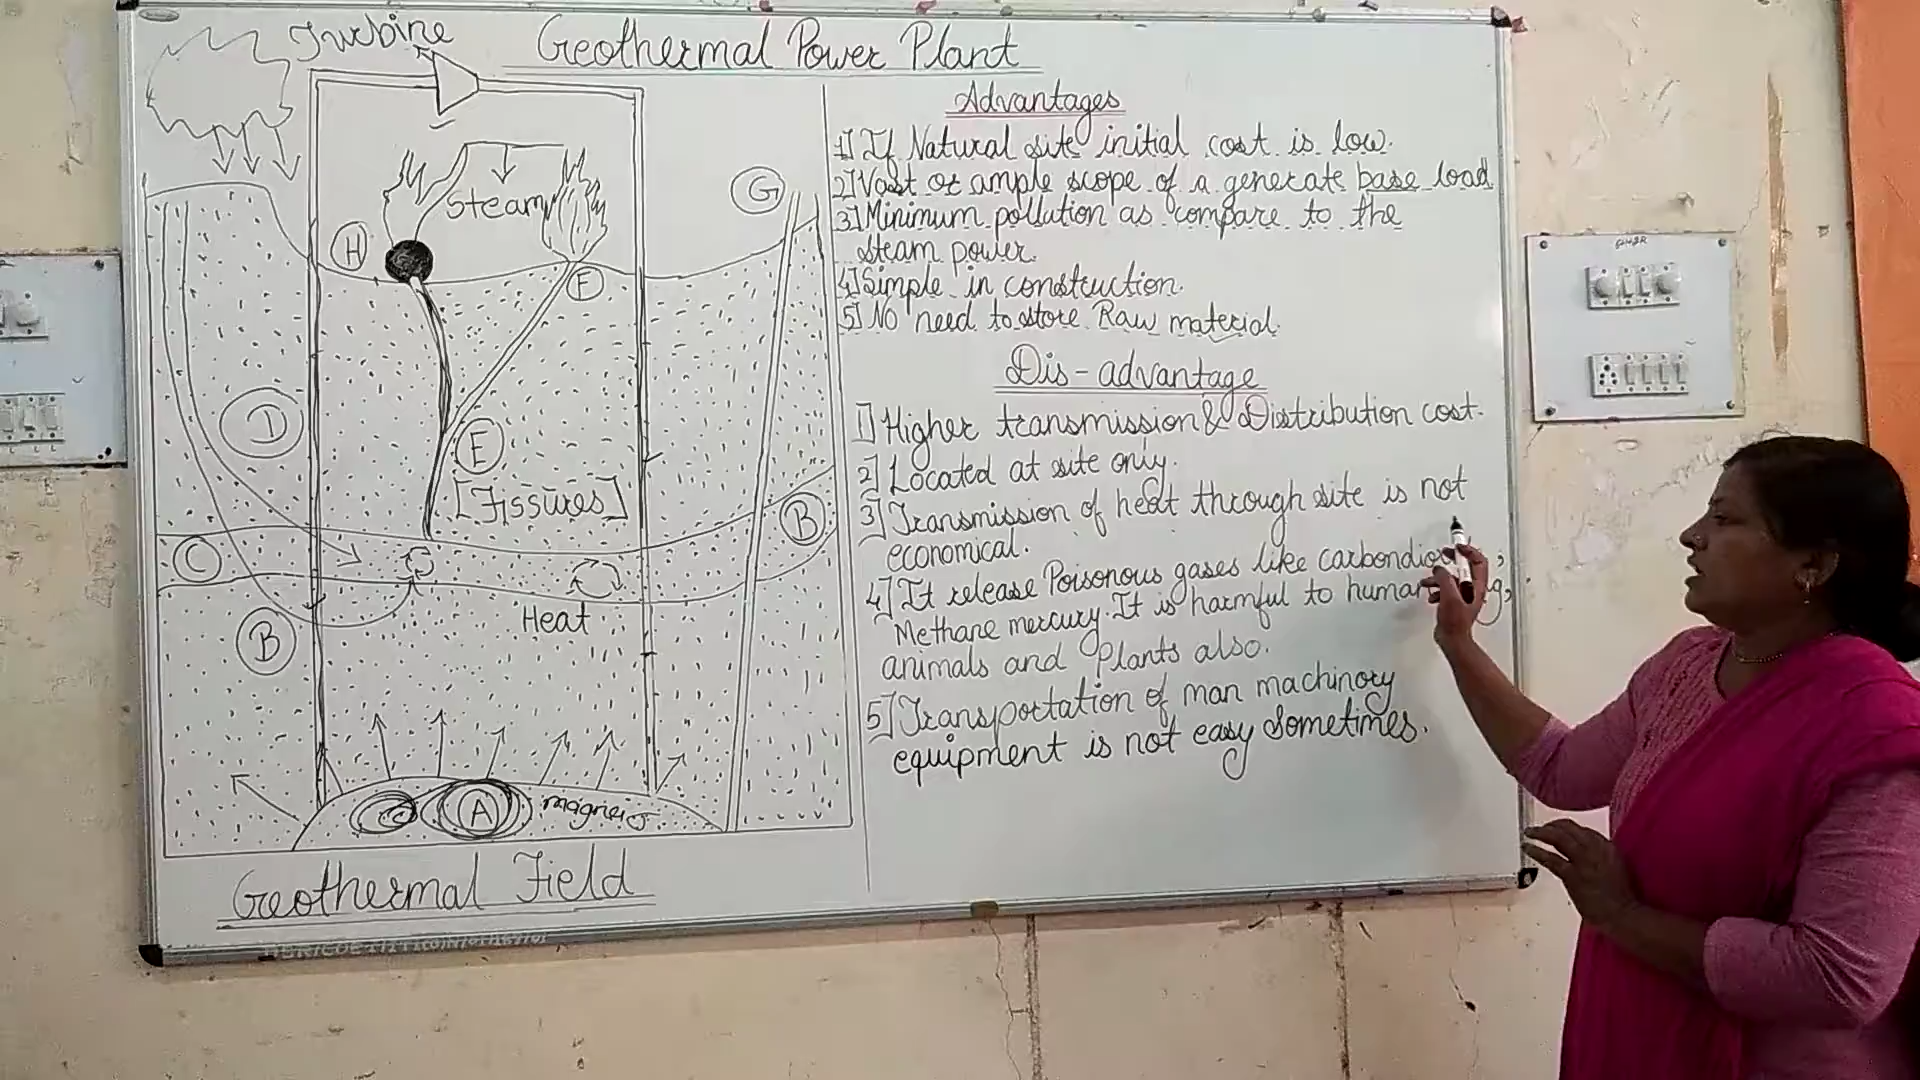 Turbine
Geothermal Power Plant
Steam
G
H
F
D
E
[Fissures]
C
B
Heat
B
A
Geothermal Field
Advantages
1] If Natural site initial cost is low.
2] Vast or ample scope of a generate base load
3] Minimum pollution as compare to the
steam power.
4] Simple in construction.
5] No need to store Raw material.
Dis-advantage
1] Higher transmission & Distribution cost.
2] Located at site only.
3] Transmission of heat through site is not
economical.
4] It release Poisonous gases like
Methane mercury. It is harmful to human
animals and Plants also.
5] Transportation of man machinory
equipment is not easy Sometimes.